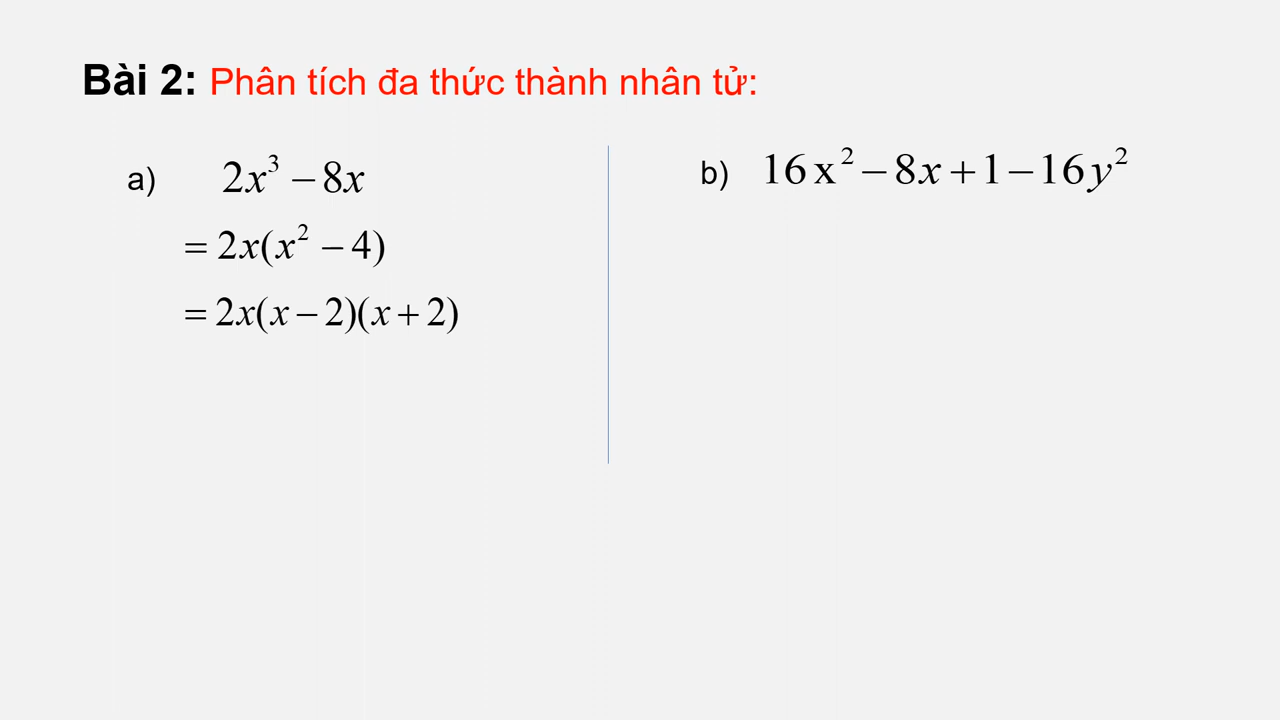 Bài 2: Phân tích đa thức thành nhân tử:
a) 2x³ − 8x
= 2x(x² − 4)
= 2x(x − 2)(x + 2)
b) 16x² − 8x + 1 − 16y²